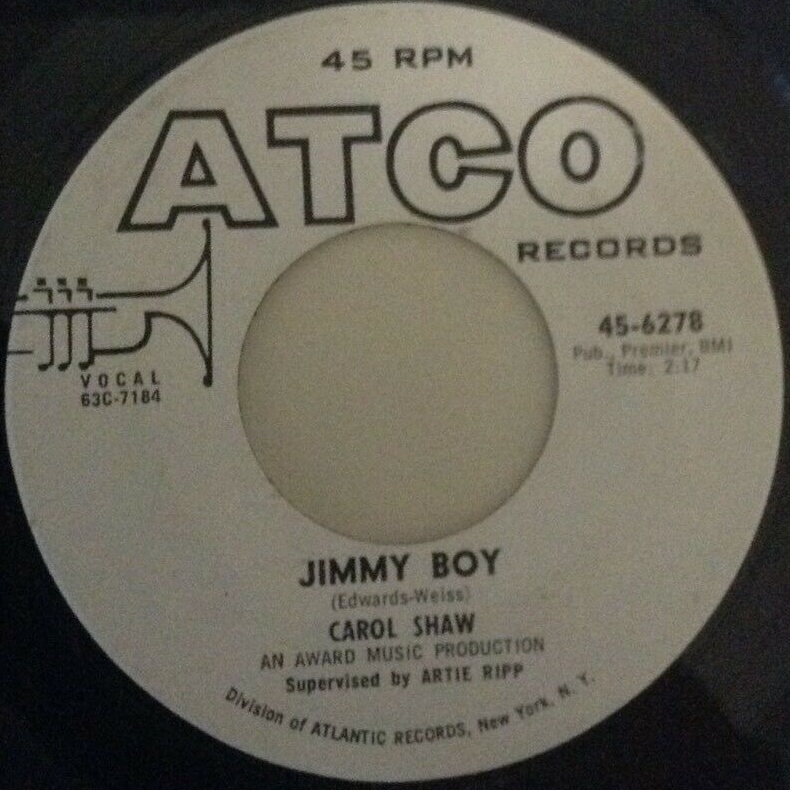 45 RPM
ATCO
RECORDS
45-6278
Pub., Premier, BMI
Time: 2:17
VOCAL
63C-7184
JIMMY BOY
(Edwards-Weiss)
CAROL SHAW
AN AWARD MUSIC PRODUCTION
Supervised by ARTIE RIPP
Division of ATLANTIC RECORDS, New York, N. Y.